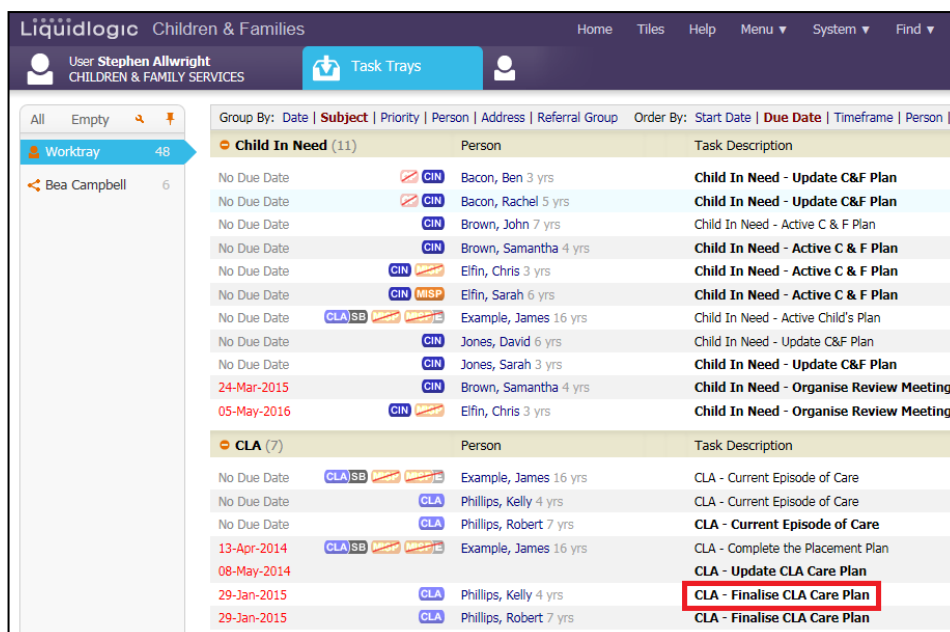 Liquidlogic Children & Families Home Tiles Help Menu ▼ System ▼ Find ▼
User Stephen Allwright
CHILDREN & FAMILY SERVICES
Task Trays
All Empty
Worktray 48
Bea Campbell 6
Group By: Date | Subject | Priority | Person | Address | Referral Group Order By: Start Date | Due Date | Timeframe | Person |
Child In Need (11) Person Task Description
No Due Date CIN Bacon, Ben 3 yrs Child In Need - Update C&F Plan
No Due Date CIN Bacon, Rachel 5 yrs Child In Need - Update C&F Plan
No Due Date CIN Brown, John 7 yrs Child In Need - Active C & F Plan
No Due Date CIN Brown, Samantha 4 yrs Child In Need - Active C & F Plan
No Due Date CIN Elfin, Chris 3 yrs Child In Need - Active C & F Plan
No Due Date CIN MISP Elfin, Sarah 6 yrs Child In Need - Active C & F Plan
No Due Date CLA SB Example, James 16 yrs Child In Need - Active Child's Plan
No Due Date CIN Jones, David 6 yrs Child In Need - Update C&F Plan
No Due Date CIN Jones, Sarah 3 yrs Child In Need - Update C&F Plan
24-Mar-2015 CIN Brown, Samantha 4 yrs Child In Need - Organise Review Meeting
05-May-2016 CIN Elfin, Chris 3 yrs Child In Need - Organise Review Meeting
CLA (7) Person Task Description
No Due Date CLA SB Example, James 16 yrs CLA - Current Episode of Care
No Due Date CLA Phillips, Kelly 4 yrs CLA - Current Episode of Care
No Due Date CLA Phillips, Robert 7 yrs CLA - Current Episode of Care
13-Apr-2014 CLA SB Example, James 16 yrs CLA - Complete the Placement Plan
08-May-2014 CLA - Update CLA Care Plan
29-Jan-2015 CLA Phillips, Kelly 4 yrs CLA - Finalise CLA Care Plan
29-Jan-2015 CLA Phillips, Robert 7 yrs CLA - Finalise CLA Care Plan